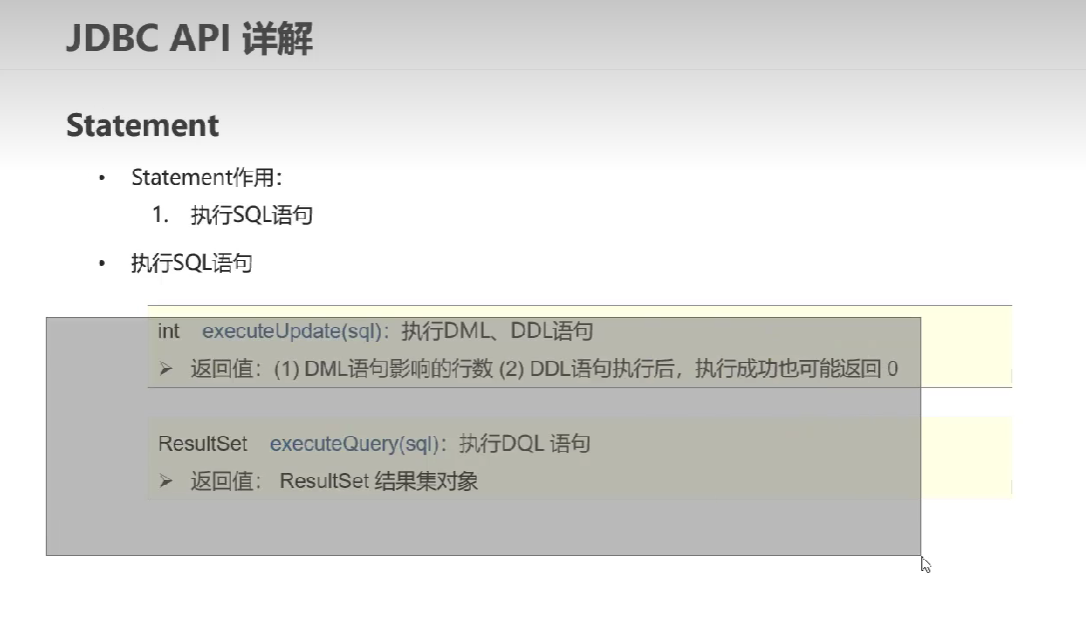 JDBC API 详解
Statement
• Statement作用：
1. 执行SQL语句
• 执行SQL语句
int executeUpdate(sql)：执行DML、DDL语句
➢ 返回值：(1) DML语句影响的行数 (2) DDL语句执行后，执行成功也可能返回 0
ResultSet executeQuery(sql)：执行DQL 语句
➢ 返回值： ResultSet 结果集对象